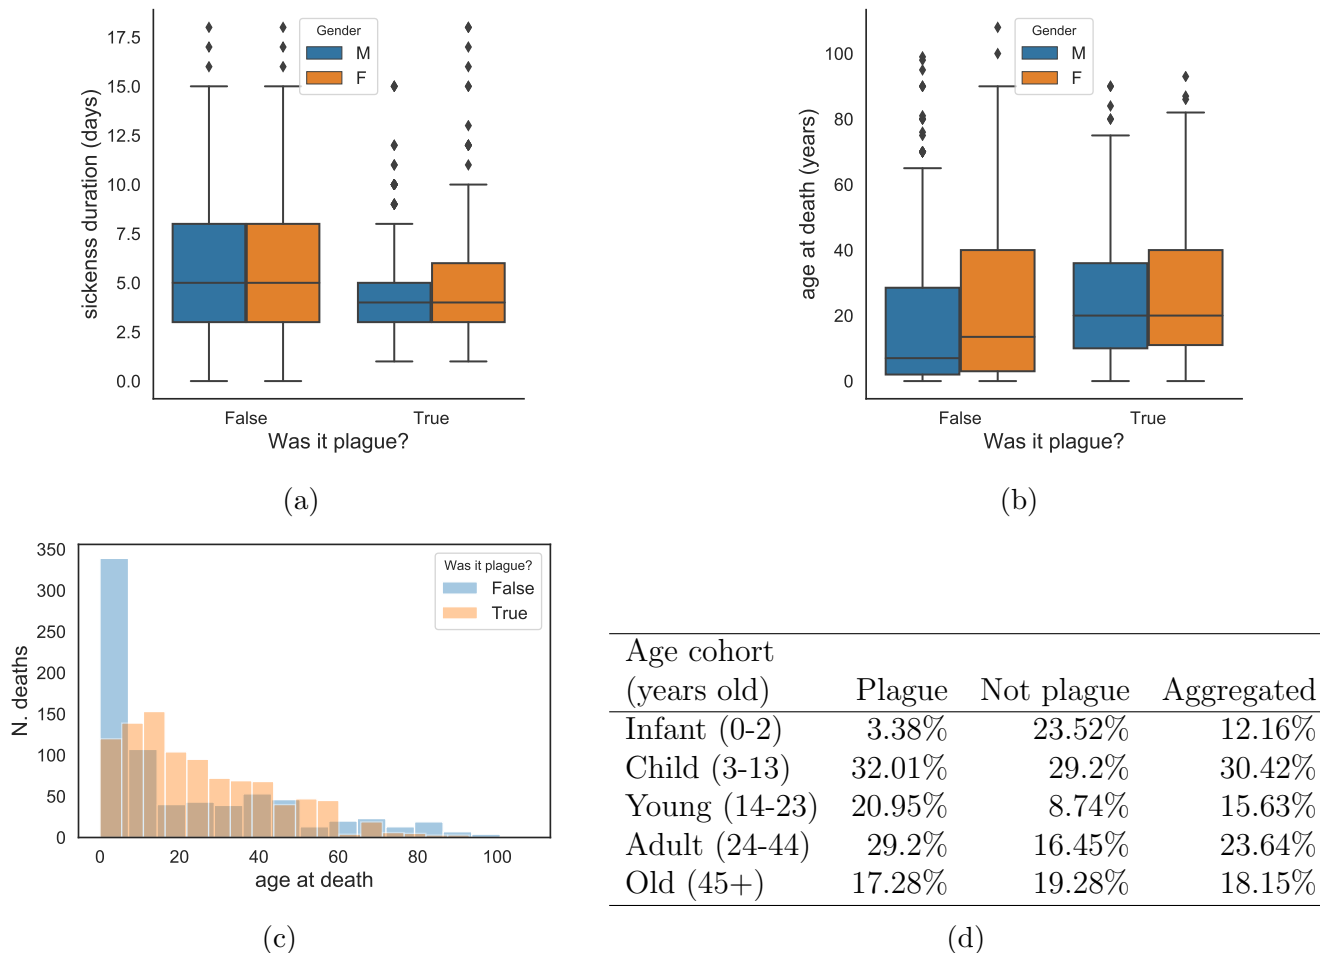 Gender
M
F
17.5
15.0
12.5
10.0
7.5
5.0
2.5
0.0
sickenss duration (days)
False
True
Was it plague?
(a)
Gender
M
F
100
80
60
40
20
0
age at death (years)
False
True
Was it plague?
(b)
Was it plague?
False
True
350
300
250
200
150
100
50
0
N. deaths
0 20 40 60 80 100
age at death
(c)
Age cohort
(years old) Plague Not plague Aggregated
Infant (0-2) 3.38% 23.52% 12.16%
Child (3-13) 32.01% 29.2% 30.42%
Young (14-23) 20.95% 8.74% 15.63%
Adult (24-44) 29.2% 16.45% 23.64%
Old (45+) 17.28% 19.28% 18.15%
(d)